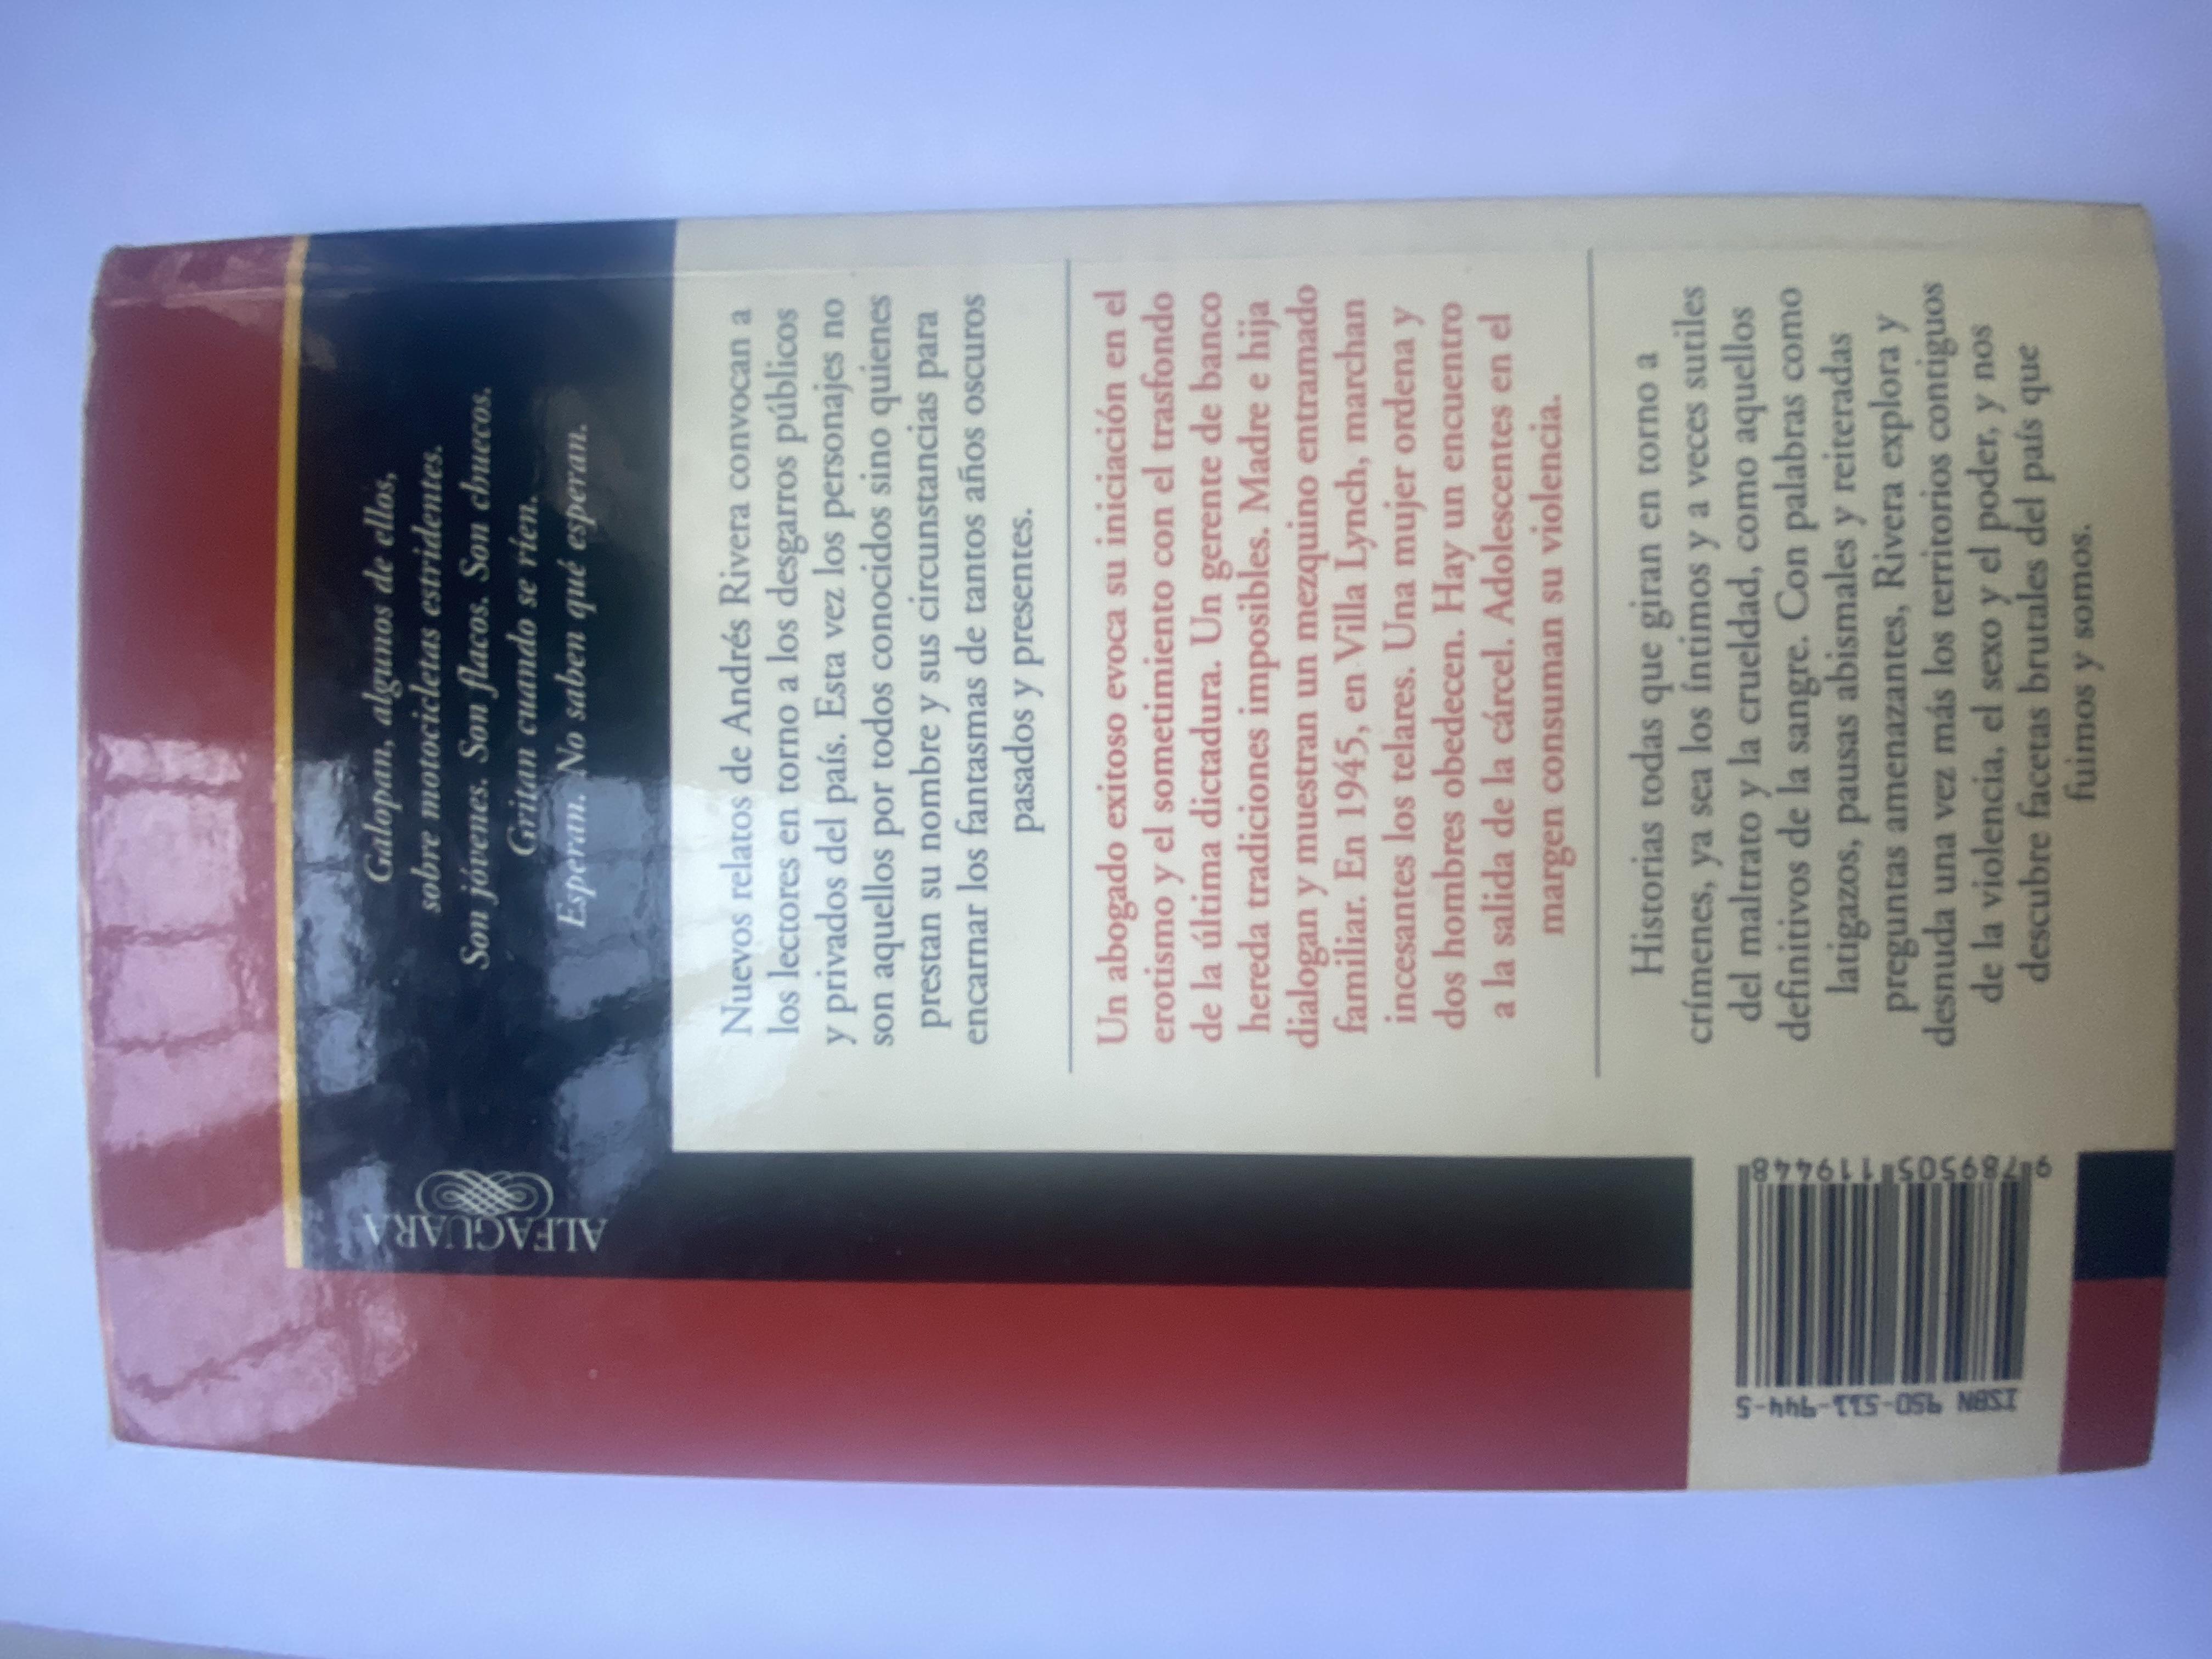 ALFAGUARA
Galopan, algunos de ellos,
sobre motocicletas estridentes.
Son jóvenes. Son flacos. Son chuecos.
Gritan cuando se ríen.
Esperan. No saben qué esperan.
Nuevos relatos de Andrés Rivera convocan a
los lectores en torno a los desgarros públicos
y privados del país. Esta vez los personajes no
son aquellos por todos conocidos sino quienes
prestan su nombre y sus circunstancias para
encarnar los fantasmas de tantos años oscuros
pasados y presentes.
Un abogado exitoso evoca su iniciación en el
erotismo y el sometimiento con el trasfondo
de la última dictadura. Un gerente de banco
hereda tradiciones imposibles. Madre e hija
dialogan y muestran un mezquino entramado
familiar. En 1945, en Villa Lynch, marchan
incesantes los telares. Una mujer ordena y
dos hombres obedecen. Hay un encuentro
a la salida de la cárcel. Adolescentes en el
margen consuman su violencia.
Historias todas que giran en torno a
crímenes, ya sea los íntimos y a veces sutiles
del maltrato y la crueldad, como aquellos
definitivos de la sangre. Con palabras como
latigazos, pausas abismales y reiteradas
preguntas amenazantes, Rivera explora y
desnuda una vez más los territorios contiguos
de la violencia, el sexo y el poder, y nos
descubre facetas brutales del país que
fuimos y somos.
ISBN 950-511-944-5
9 789505 119448